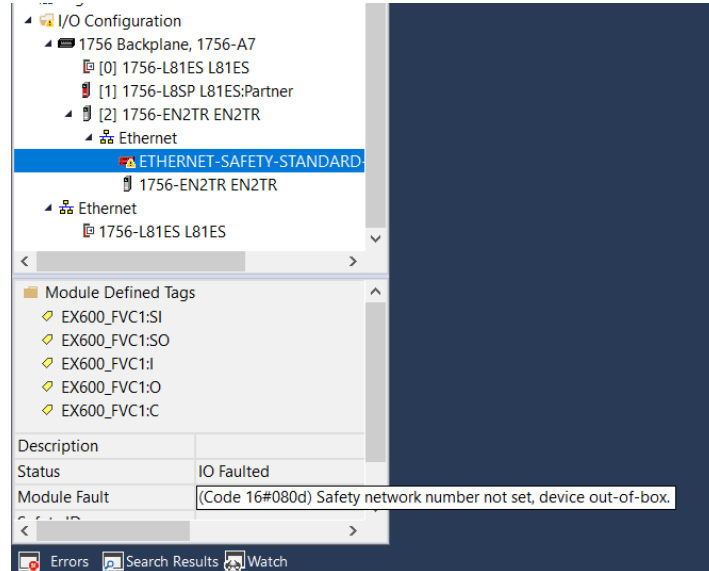 I/O Configuration
1756 Backplane, 1756-A7
[0] 1756-L81ES L81ES
[1] 1756-L8SP L81ES:Partner
[2] 1756-EN2TR EN2TR
Ethernet
ETHERNET-SAFETY-STANDARD-
1756-EN2TR EN2TR
Ethernet
1756-L81ES L81ES
Module Defined Tags
EX600_FVC1:SI
EX600_FVC1:SO
EX600_FVC1:I
EX600_FVC1:O
EX600_FVC1:C
Description
Status IO Faulted
Module Fault (Code 16#080d) Safety network number not set, device out-of-box.
Errors Search Results Watch